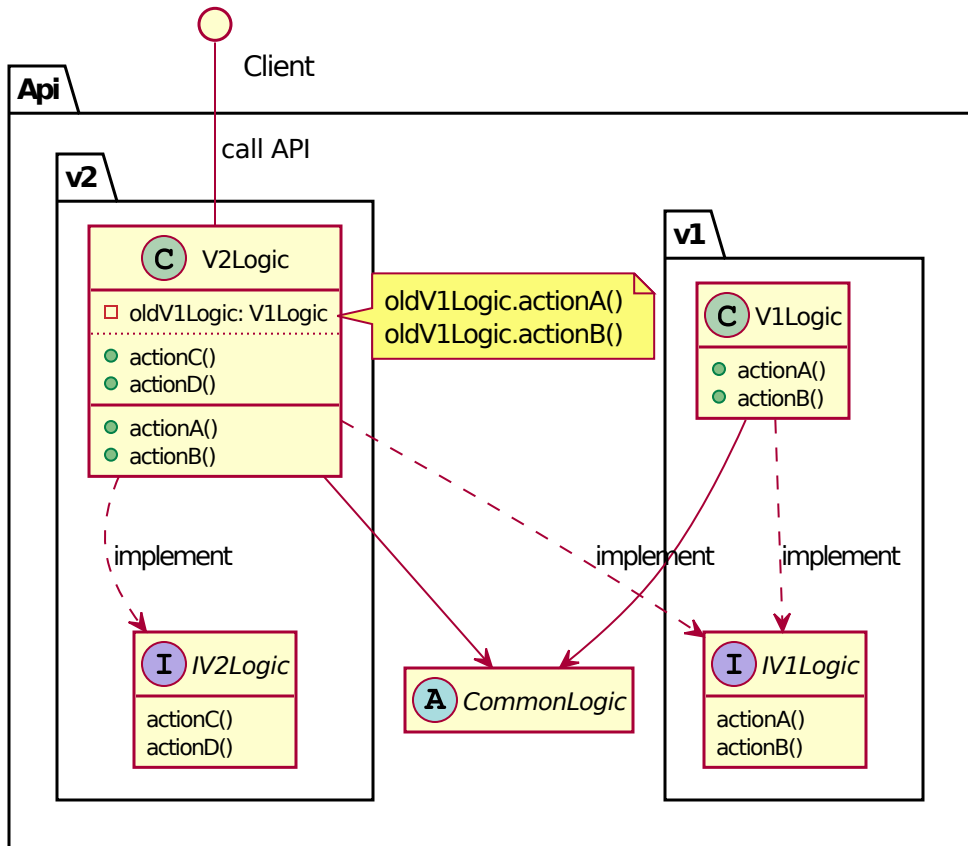 Client
Api
call API
v2
v1
C V2Logic
oldV1Logic: V1Logic
actionC()
actionD()
actionA()
actionB()
oldV1Logic.actionA()
oldV1Logic.actionB()
C V1Logic
actionA()
actionB()
implement
implement
implement
I IV2Logic
actionC()
actionD()
A CommonLogic
I IV1Logic
actionA()
actionB()